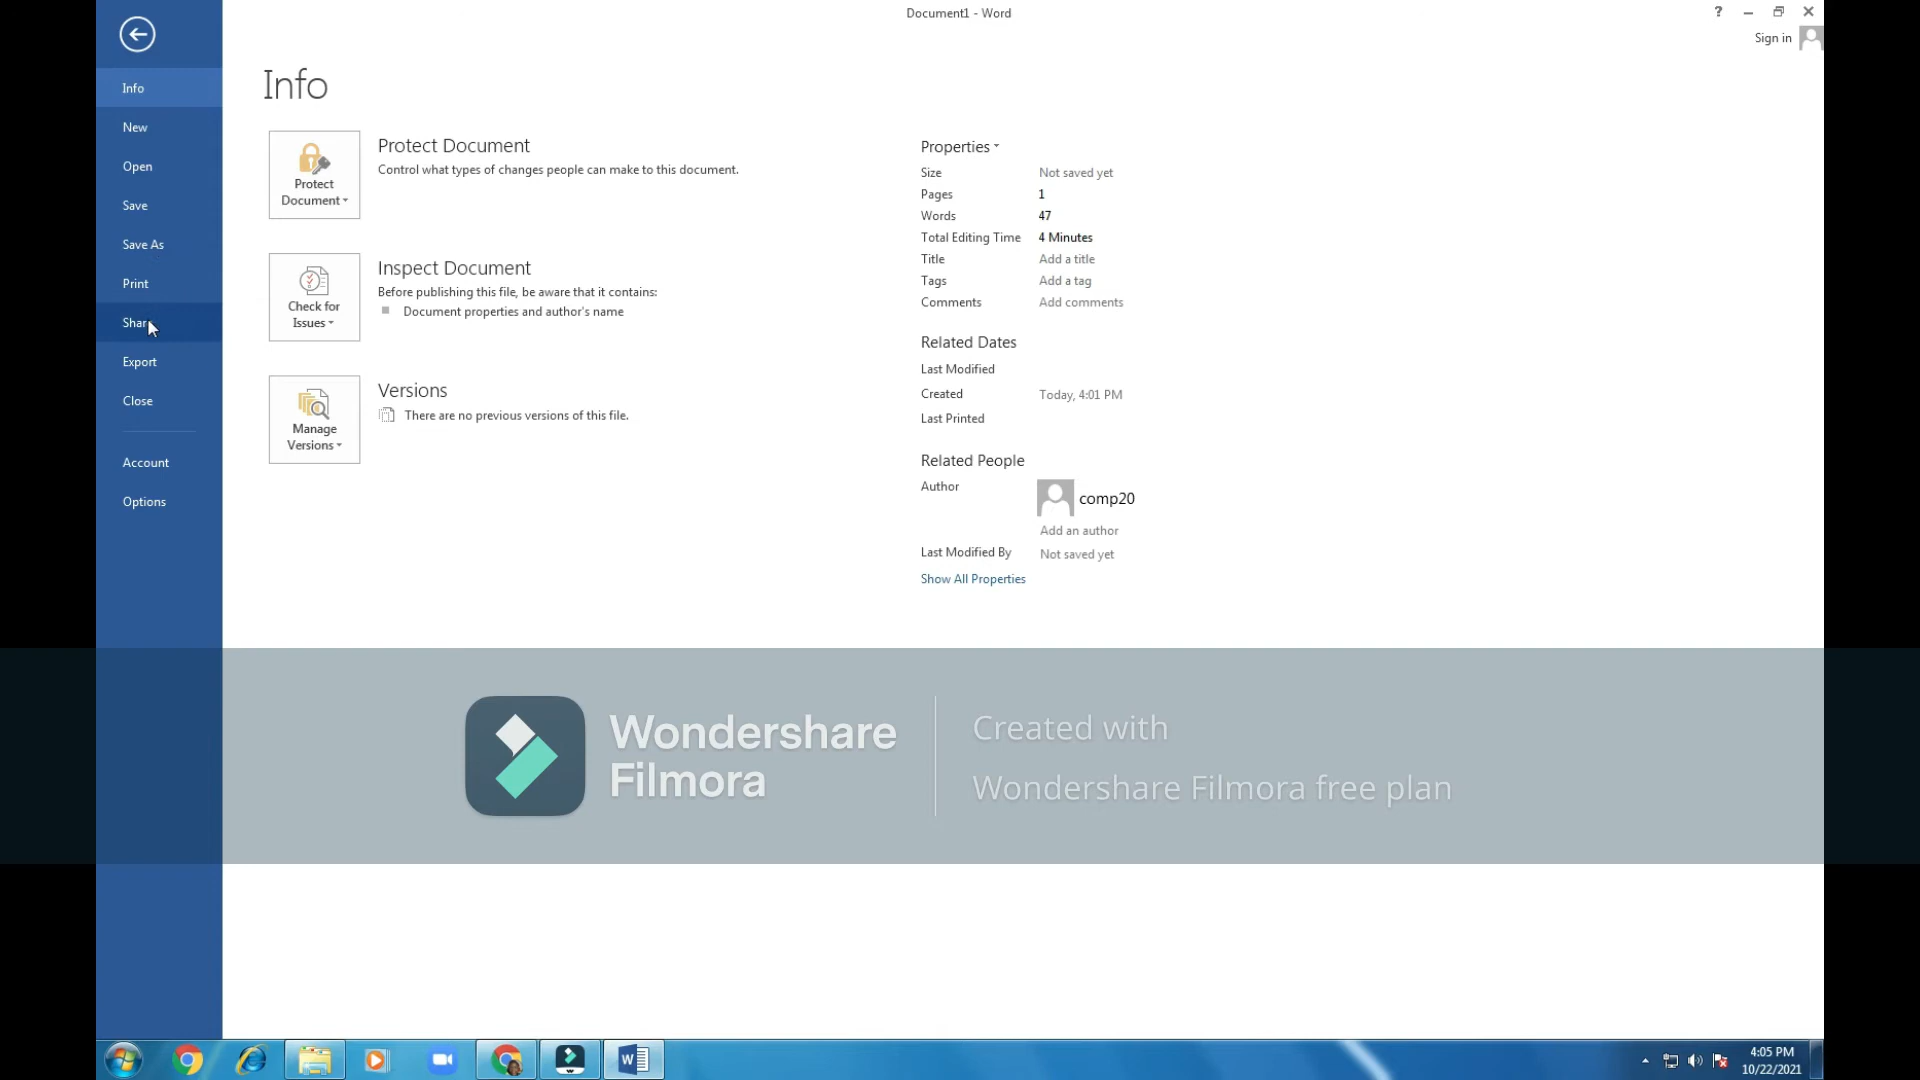 Document1 - Word
?
Sign in
Info
New
Open
Save
Save As
Print
Share
Export
Close
Account
Options
Info
Protect
Document
Protect Document
Control what types of changes people can make to this document.
Check for
Issues
Inspect Document
Before publishing this file, be aware that it contains:
Document properties and author's name
Manage
Versions
Versions
There are no previous versions of this file.
Properties
Size Not saved yet
Pages 1
Words 47
Total Editing Time 4 Minutes
Title Add a title
Tags Add a tag
Comments Add comments
Related Dates
Last Modified
Created Today, 4:01 PM
Last Printed
Related People
Author comp20
Add an author
Last Modified By Not saved yet
Show All Properties
Wondershare
Filmora
Created with
Wondershare Filmora free plan
4:05 PM
10/22/2021